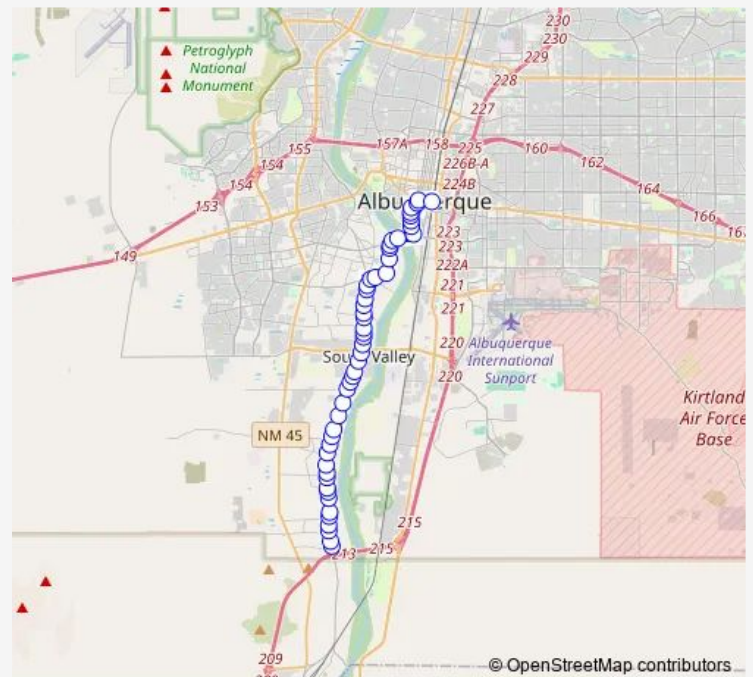 230
230
229
228
227
Petroglyph
National
Monument
155
157A
158
225
160
226B-A
162
154
154
224B
164
153
Albuquerque
166
223
223
149
222A
221
221
Albuquerque
International
Sunport
220
South Valley
220
Kirtland
Air Force
Base
NM 45
215
213
215
209
© OpenStreetMap contributors